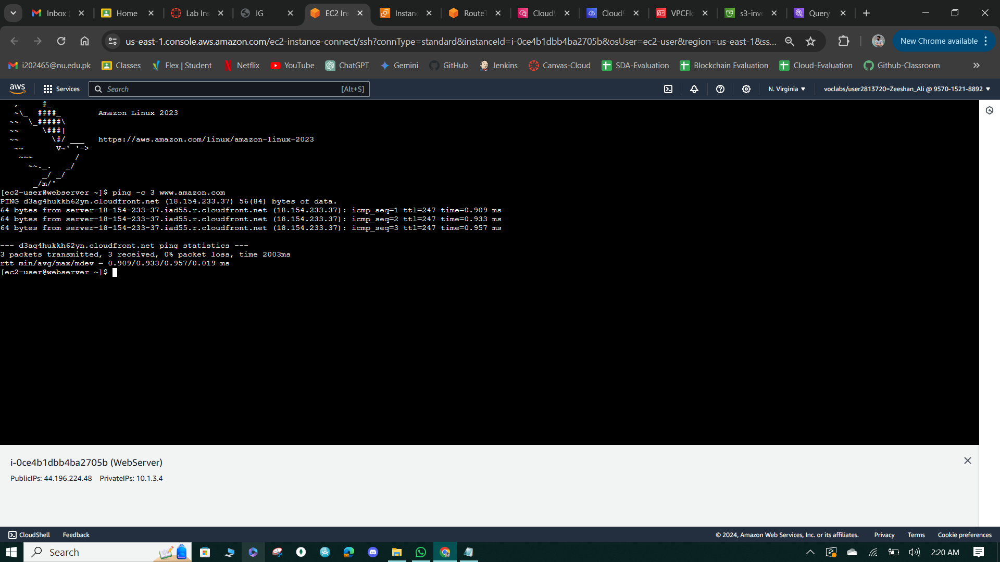 Inbox (
Home
Lab Ins
IG
EC2 Ins
Instanc
RouteT
CloudW
Cloud9
VPCFlo
s3-inve
Query
us-east-1.console.aws.amazon.com/ec2-instance-connect/ssh?connType=standard&instanceId=i-0ce4b1dbb4ba2705b&osUser=ec2-user&region=us-east-1&ss...
New Chrome available
i202465@nu.edu.pk
Classes
Flex | Student
Netflix
YouTube
ChatGPT
Gemini
GitHub
Jenkins
Canvas-Cloud
SDA-Evaluation
Blockchain Evaluation
Cloud-Evaluation
Github-Classroom
aws
Services
Search
[Alt+S]
N. Virginia
voclabs/user2813720=Zeeshan_Ali @ 9570-1521-8892
   ,     #_
   ~\_  ####_        Amazon Linux 2023
  ~~  \_#####\
  ~~     \###|
  ~~       \#/ ___   https://aws.amazon.com/linux/amazon-linux-2023
   ~~       V~' '->
    ~~~         /
      ~~._.   _/
         _/ _/
       _/m/'
[ec2-user@webserver ~]$ ping -c 3 www.amazon.com
PING d3ag4hukkh62yn.cloudfront.net (18.154.233.37) 56(84) bytes of data.
64 bytes from server-18-154-233-37.iad55.r.cloudfront.net (18.154.233.37): icmp_seq=1 ttl=247 time=0.909 ms
64 bytes from server-18-154-233-37.iad55.r.cloudfront.net (18.154.233.37): icmp_seq=2 ttl=247 time=0.933 ms
64 bytes from server-18-154-233-37.iad55.r.cloudfront.net (18.154.233.37): icmp_seq=3 ttl=247 time=0.957 ms
--- d3ag4hukkh62yn.cloudfront.net ping statistics ---
3 packets transmitted, 3 received, 0% packet loss, time 2003ms
rtt min/avg/max/mdev = 0.909/0.933/0.957/0.019 ms
[ec2-user@webserver ~]$
i-0ce4b1dbb4ba2705b (WebServer)
PublicIPs: 44.196.224.48    PrivateIPs: 10.1.3.4
CloudShell
Feedback
© 2024, Amazon Web Services, Inc. or its affiliates.
Privacy
Terms
Cookie preferences
Search
2:20 AM